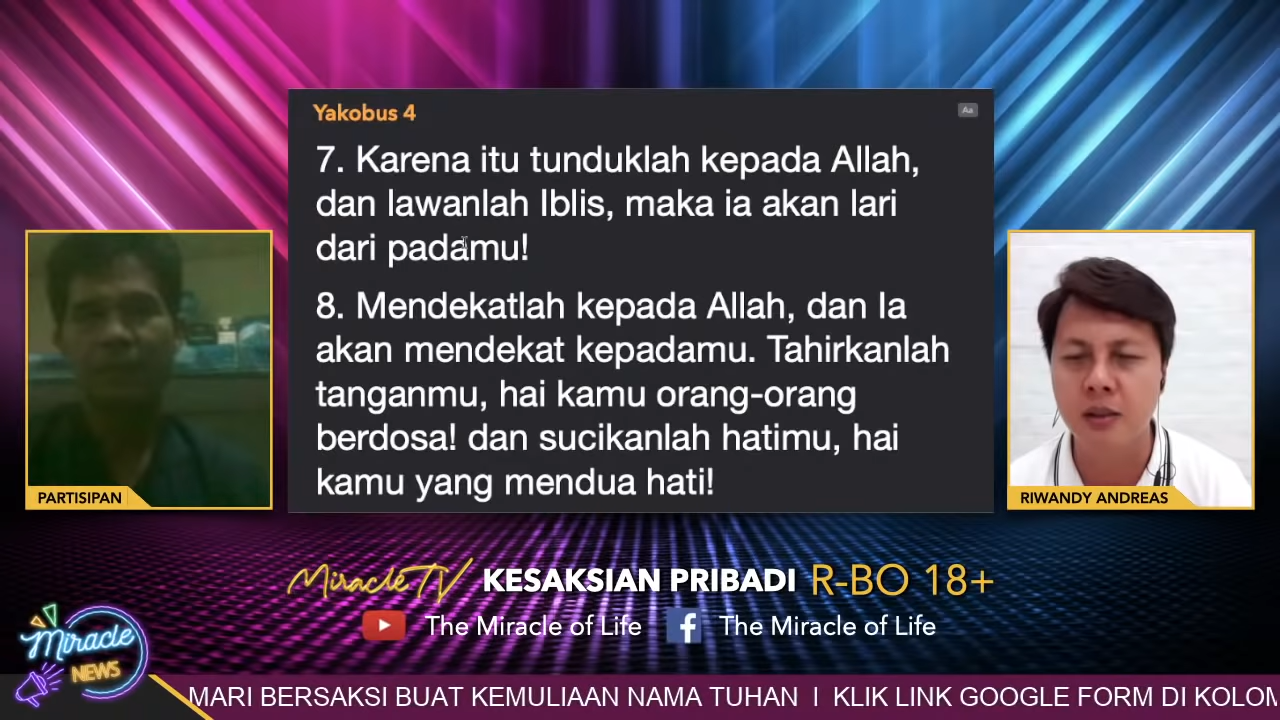 Yakobus 4
Aa
7. Karena itu tunduklah kepada Allah,
dan lawanlah Iblis, maka ia akan lari
dari padamu!
8. Mendekatlah kepada Allah, dan Ia
akan mendekat kepadamu. Tahirkanlah
tanganmu, hai kamu orang-orang
berdosa! dan sucikanlah hatimu, hai
kamu yang mendua hati!
PARTISIPAN
RIWANDY ANDREAS
MiracleTV KESAKSIAN PRIBADI R-BO 18+
The Miracle of Life The Miracle of Life
Miracle
NEWS
MARI BERSAKSI BUAT KEMULIAAN NAMA TUHAN I KLIK LINK GOOGLE FORM DI KOLOM